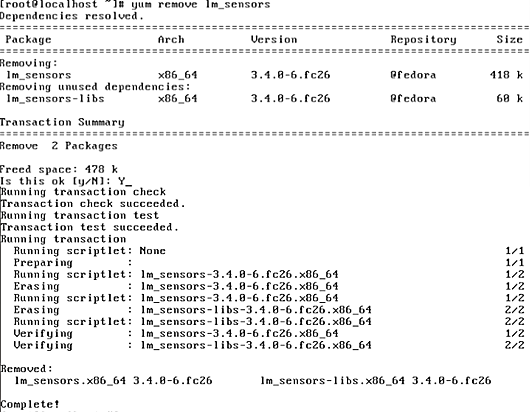 [root@localhost ~]# yum remove lm_sensors
Dependencies resolved.
================================================================================
Package Arch Version Repository Size
================================================================================
Removing:
lm_sensors x86_64 3.4.0-6.fc26 @fedora 418 k
Removing unused dependencies:
lm_sensors-libs x86_64 3.4.0-6.fc26 @fedora 60 k

Transaction Summary
================================================================================
Remove 2 Packages

Freed space: 478 k
Is this ok [y/N]: Y_
Running transaction check
Transaction check succeeded.
Running transaction test
Transaction test succeeded.
Running transaction
Running scriptlet: None 1/1
Preparing : 1/1
Running scriptlet: lm_sensors-3.4.0-6.fc26.x86_64 1/2
Erasing : lm_sensors-3.4.0-6.fc26.x86_64 1/2
Running scriptlet: lm_sensors-3.4.0-6.fc26.x86_64 1/2
Erasing : lm_sensors-libs-3.4.0-6.fc26.x86_64 2/2
Running scriptlet: lm_sensors-libs-3.4.0-6.fc26.x86_64 2/2
Verifying : lm_sensors-3.4.0-6.fc26.x86_64 1/2
Verifying : lm_sensors-libs-3.4.0-6.fc26.x86_64 2/2

Removed:
lm_sensors.x86_64 3.4.0-6.fc26 lm_sensors-libs.x86_64 3.4.0-6.fc26

Complete!